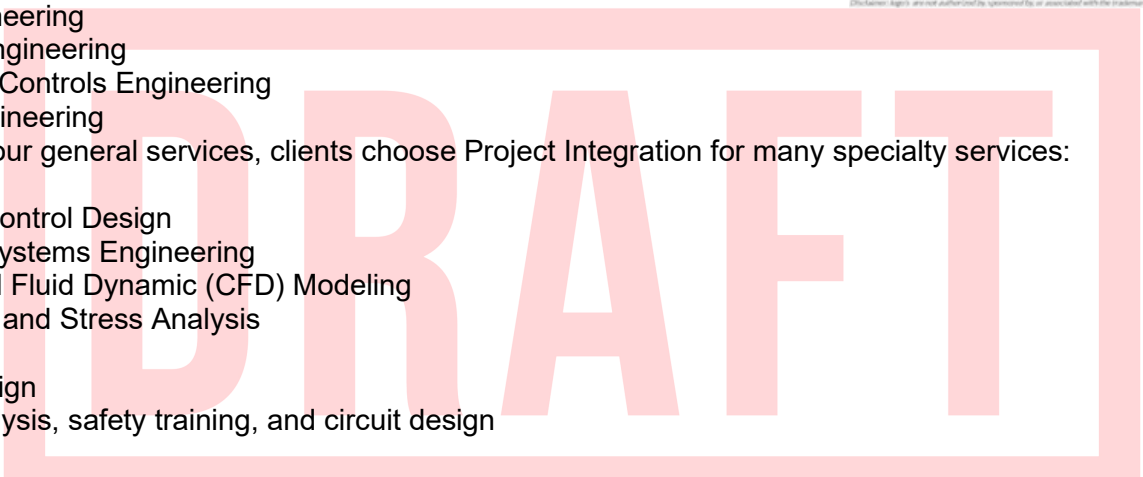 Disclaimer: logo's are not authorized by, sponsored by, or associated with the
neering
ngineering
Controls Engineering
ineering
our general services, clients choose Project Integration for many specialty services:
ontrol Design
ystems Engineering
Fluid Dynamic (CFD) Modeling
and Stress Analysis
ign
ysis, safety training, and circuit design
DRAFT